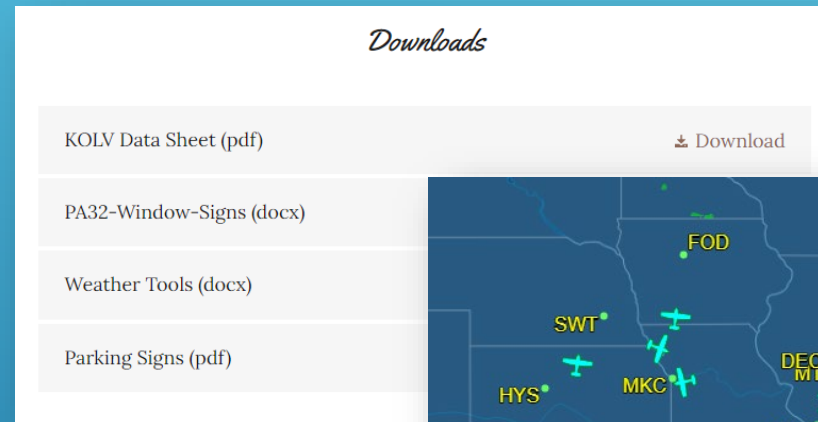 Downloads
KOLV Data Sheet (pdf)
Download
PA32-Window-Signs (docx)
Weather Tools (docx)
Parking Signs (pdf)
FOD
SWT
DEC
MKC
HYS